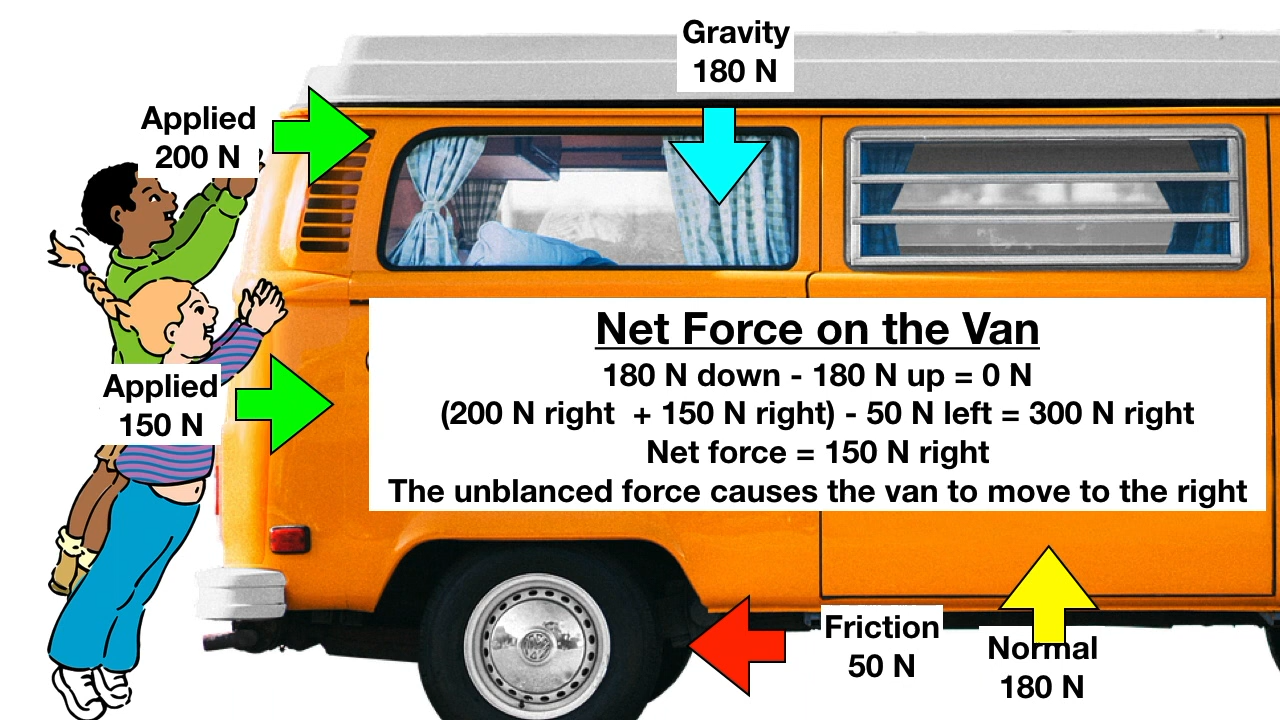 Gravity
180 N
Applied
200 N
Net Force on the Van
180 N down - 180 N up = 0 N
(200 N right + 150 N right) - 50 N left = 300 N right
Net force = 150 N right
The unblanced force causes the van to move to the right
Applied
150 N
Friction
50 N
Normal
180 N